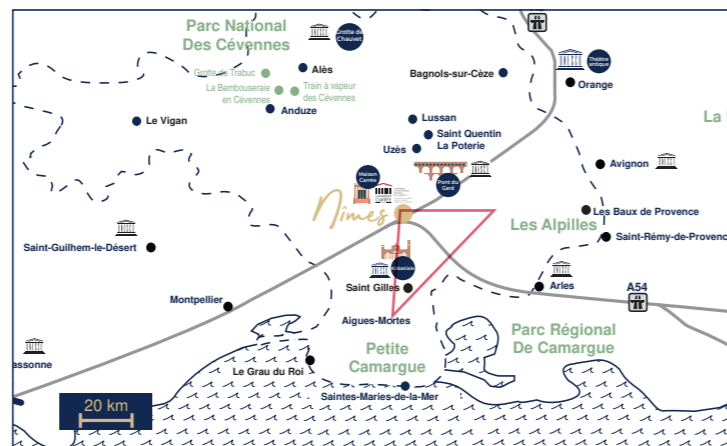 Parc National
Des Cévennes
Grotte de
Chauvet
Grotte de Trabuc
Alès
La Bambouseraie
en Cévennes
Train à vapeur
des Cévennes
Anduze
Bagnols-sur-Cèze
Théâtre
antique
Orange
La
Le Vigan
Lussan
Saint Quentin
La Poterie
Uzès
Avignon
Maison
Carrée
Pont du
Gard
Nîmes
Les Baux de Provence
Les Alpilles
Saint-Rémy-de-Provenc
Saint-Guilhem-le-Désert
Abbatiale
Saint Gilles
Arles
A54
Montpellier
Aigues-Mortes
Parc Régional
De Camargue
assonne
Petite
Camargue
Le Grau du Roi
Saintes-Maries-de-la-Mer
20 km